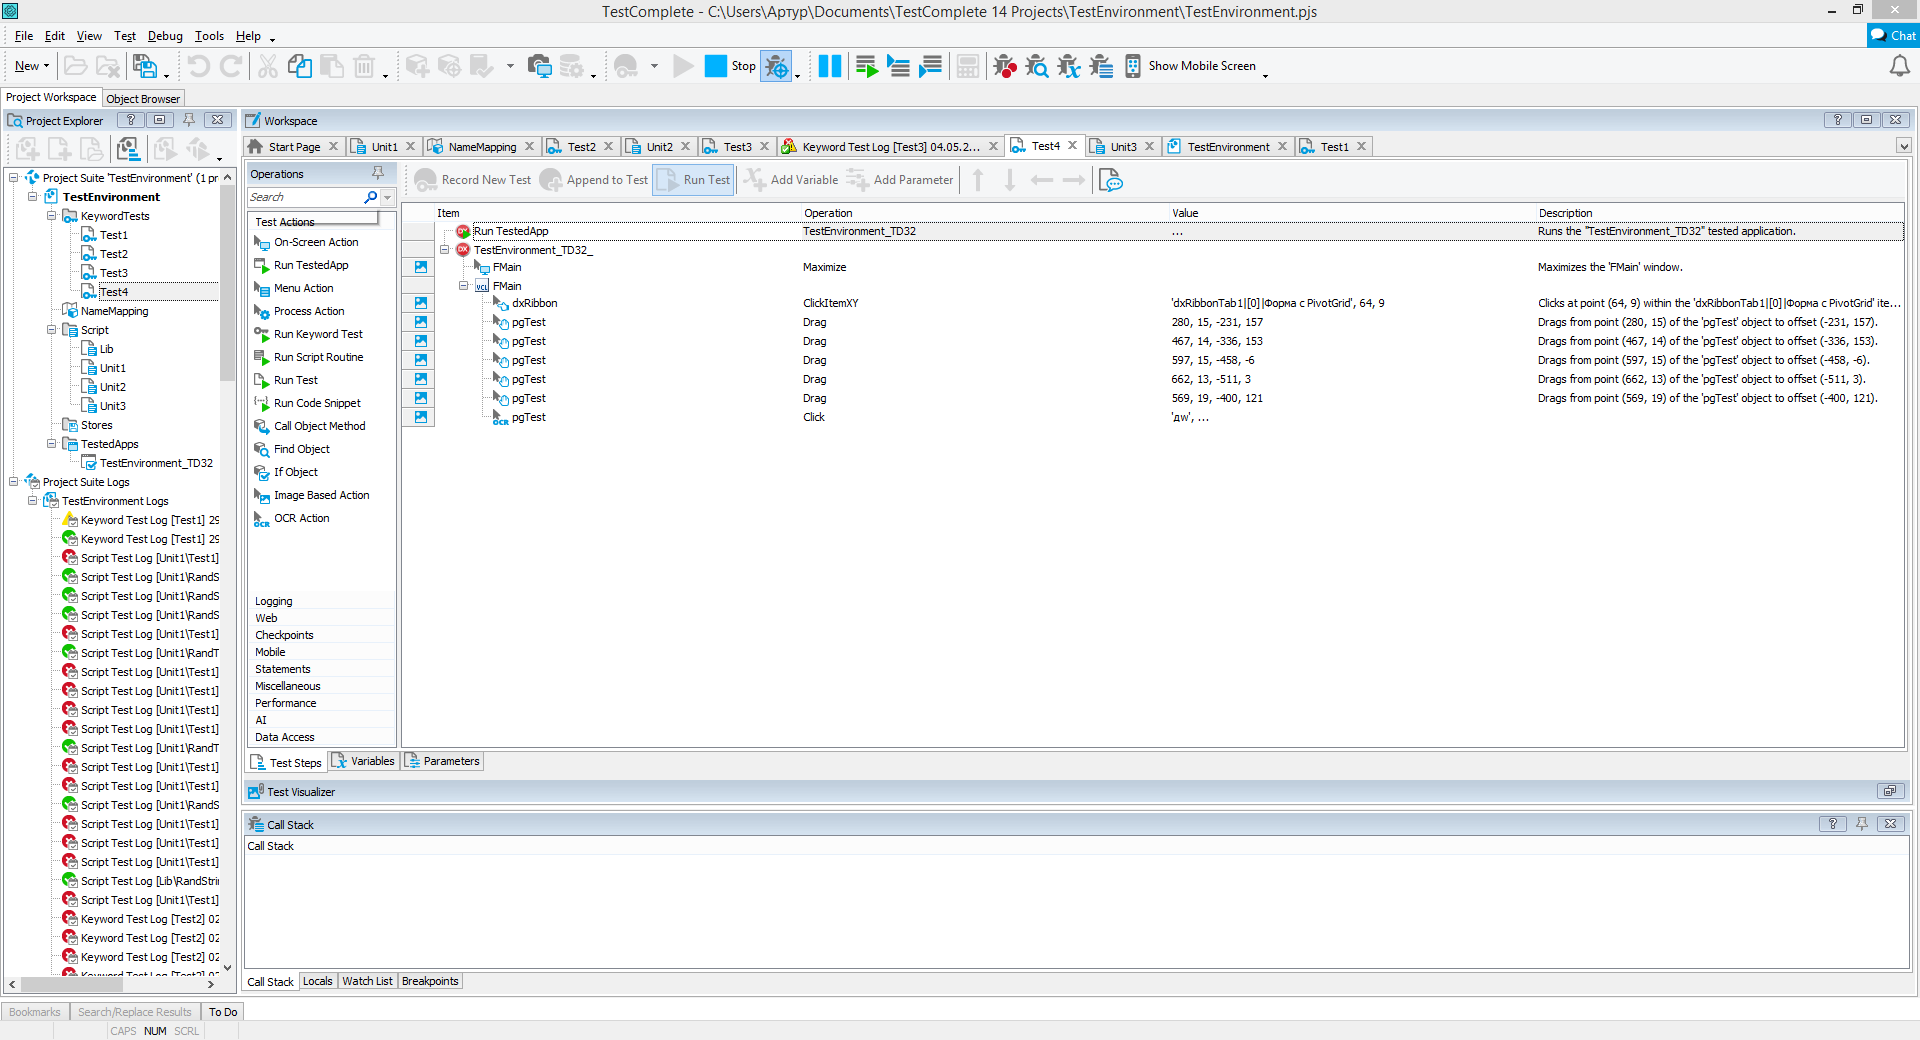 TestComplete - C:\Users\Артур\Documents\TestComplete 14 Projects\TestEnvironment\TestEnvironment.pjs
File Edit View Test Debug Tools Help
Chat
New
Stop
Show Mobile Screen
Project Workspace Object Browser
Project Explorer
Project Suite 'TestEnvironment' (1 pr
TestEnvironment
KeywordTests
Test1
Test2
Test3
Test4
NameMapping
Script
Lib
Unit1
Unit2
Unit3
Stores
TestedApps
TestEnvironment_TD32
Project Suite Logs
TestEnvironment Logs
Keyword Test Log [Test1] 29
Keyword Test Log [Test1] 29
Script Test Log [Unit1\Test1]
Script Test Log [Unit1\RandS
Script Test Log [Unit1\RandS
Script Test Log [Unit1\RandS
Script Test Log [Unit1\Test1]
Script Test Log [Unit1\RandT
Script Test Log [Unit1\Test1]
Script Test Log [Unit1\Test1]
Script Test Log [Unit1\Test1]
Script Test Log [Unit1\Test1]
Script Test Log [Unit1\RandT
Script Test Log [Unit1\Test1]
Script Test Log [Unit1\Test1]
Script Test Log [Unit1\RandS
Script Test Log [Unit1\Test1]
Script Test Log [Unit1\Test1]
Script Test Log [Unit1\Test1]
Script Test Log [Lib\RandStri
Script Test Log [Unit1\Test1]
Keyword Test Log [Test2] 02
Keyword Test Log [Test2] 02
Keyword Test Log [Test2] 02
Keyword Test Log [Test2] 02
Workspace
Start Page Unit1 NameMapping Test2 Unit2 Test3 Keyword Test Log [Test3] 04.05.2... Test4 Unit3 TestEnvironment Test1
Operations
Search
Test Actions
On-Screen Action
Run TestedApp
Menu Action
Process Action
Run Keyword Test
Run Script Routine
Run Test
Run Code Snippet
Call Object Method
Find Object
If Object
Image Based Action
OCR Action
Logging
Web
Checkpoints
Mobile
Statements
Miscellaneous
Performance
AI
Data Access
Record New Test Append to Test Run Test Add Variable Add Parameter
Item Operation Value Description
Run TestedApp TestEnvironment_TD32 ... Runs the "TestEnvironment_TD32" tested application.
TestEnvironment_TD32_
FMain Maximize Maximizes the 'FMain' window.
FMain
dxRibbon ClickItemXY 'dxRibbonTab1|[0]|Форма с PivotGrid', 64, 9 Clicks at point (64, 9) within the 'dxRibbonTab1|[0]|Форма с PivotGrid' ite...
pgTest Drag 280, 15, -231, 157 Drags from point (280, 15) of the 'pgTest' object to offset (-231, 157).
pgTest Drag 467, 14, -336, 153 Drags from point (467, 14) of the 'pgTest' object to offset (-336, 153).
pgTest Drag 597, 15, -458, -6 Drags from point (597, 15) of the 'pgTest' object to offset (-458, -6).
pgTest Drag 662, 13, -511, 3 Drags from point (662, 13) of the 'pgTest' object to offset (-511, 3).
pgTest Drag 569, 19, -400, 121 Drags from point (569, 19) of the 'pgTest' object to offset (-400, 121).
pgTest Click 'дw', ...
Test Steps Variables Parameters
Test Visualizer
Call Stack
Call Stack
Call Stack Locals Watch List Breakpoints
Bookmarks Search/Replace Results To Do
CAPS NUM SCRL